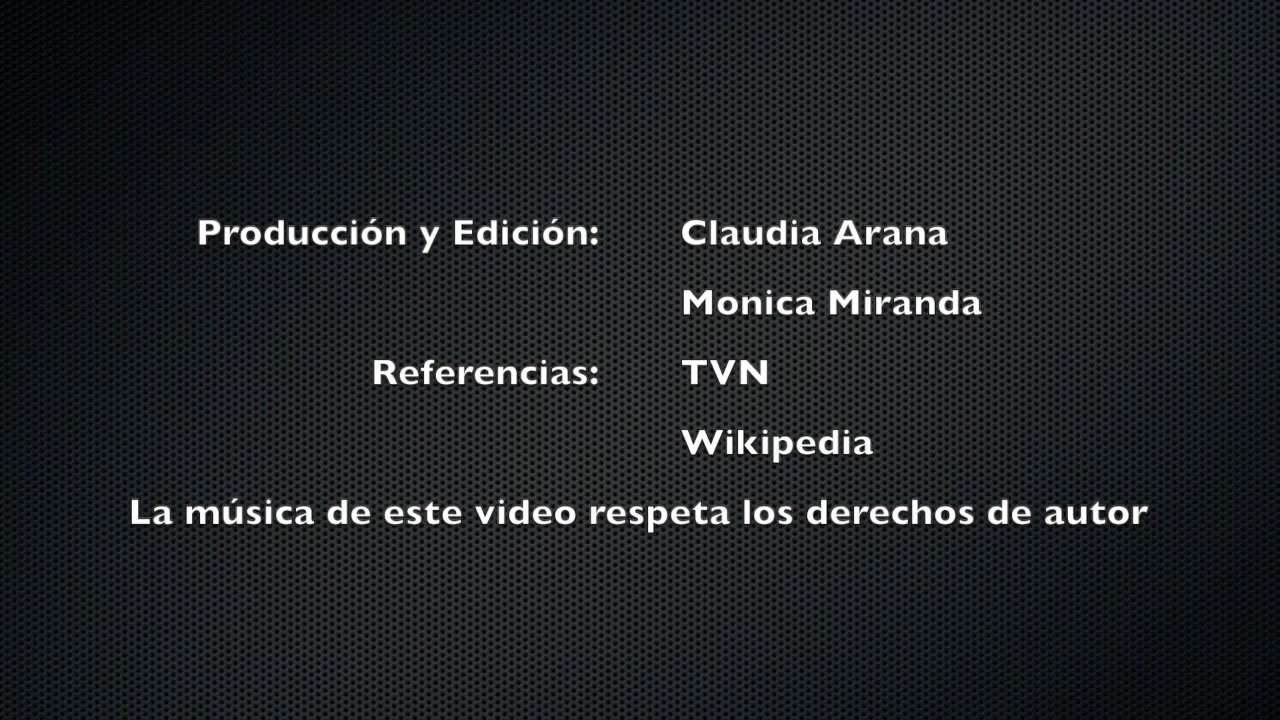 Producción y Edición: Claudia Arana
Monica Miranda
Referencias: TVN
Wikipedia
La música de este video respeta los derechos de autor